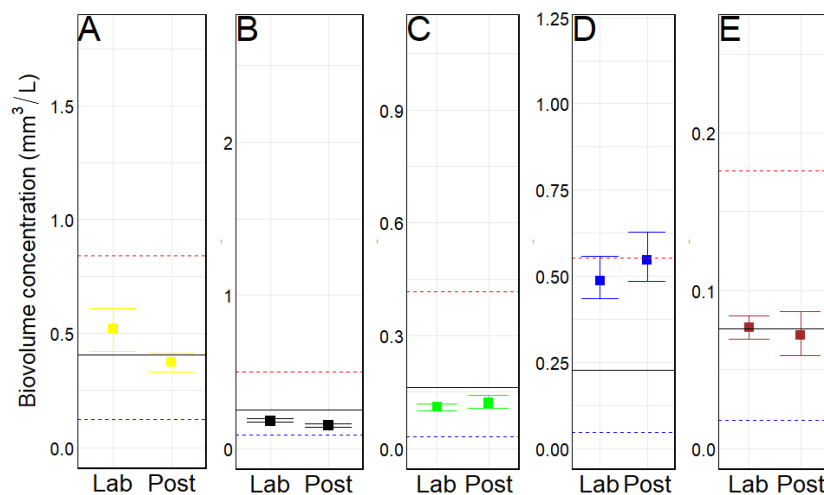 A
B
C
D
E
Biovolume concentration (mm³/L)
1.5
1.0
0.5
0.0
2
1
0
0.9
0.6
0.3
0.0
1.25
1.00
0.75
0.50
0.25
0.00
0.2
0.1
0.0
Lab Post
Lab Post
Lab Post
Lab Post
Lab Post